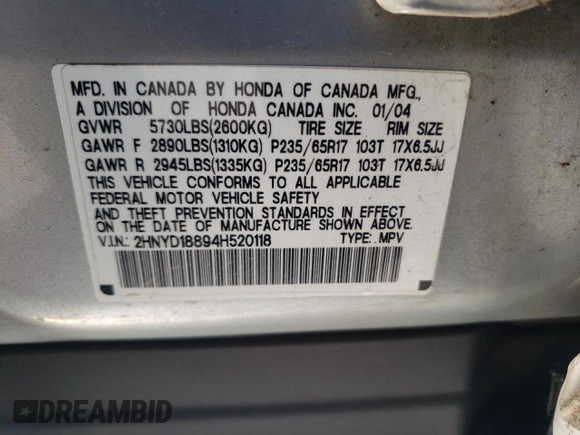 MFD. IN CANADA BY HONDA OF CANADA MFG.,
A DIVISION OF HONDA CANADA INC. 01/04
GVWR 5730LBS(2600KG) TIRE SIZE RIM SIZE
GAWR F 2890LBS(1310KG) P235/65R17 103T 17X6.5JJ
GAWR R 2945LBS(1335KG) P235/65R17 103T 17X6.5JJ
THIS VEHICLE CONFORMS TO ALL APPLICABLE
FEDERAL MOTOR VEHICLE SAFETY
AND THEFT PREVENTION STANDARDS IN EFFECT
ON THE DATE OF MANUFACTURE SHOWN ABOVE.
V.I.N.: 2HNYD18894H520118 TYPE: MPV
DREAMBID